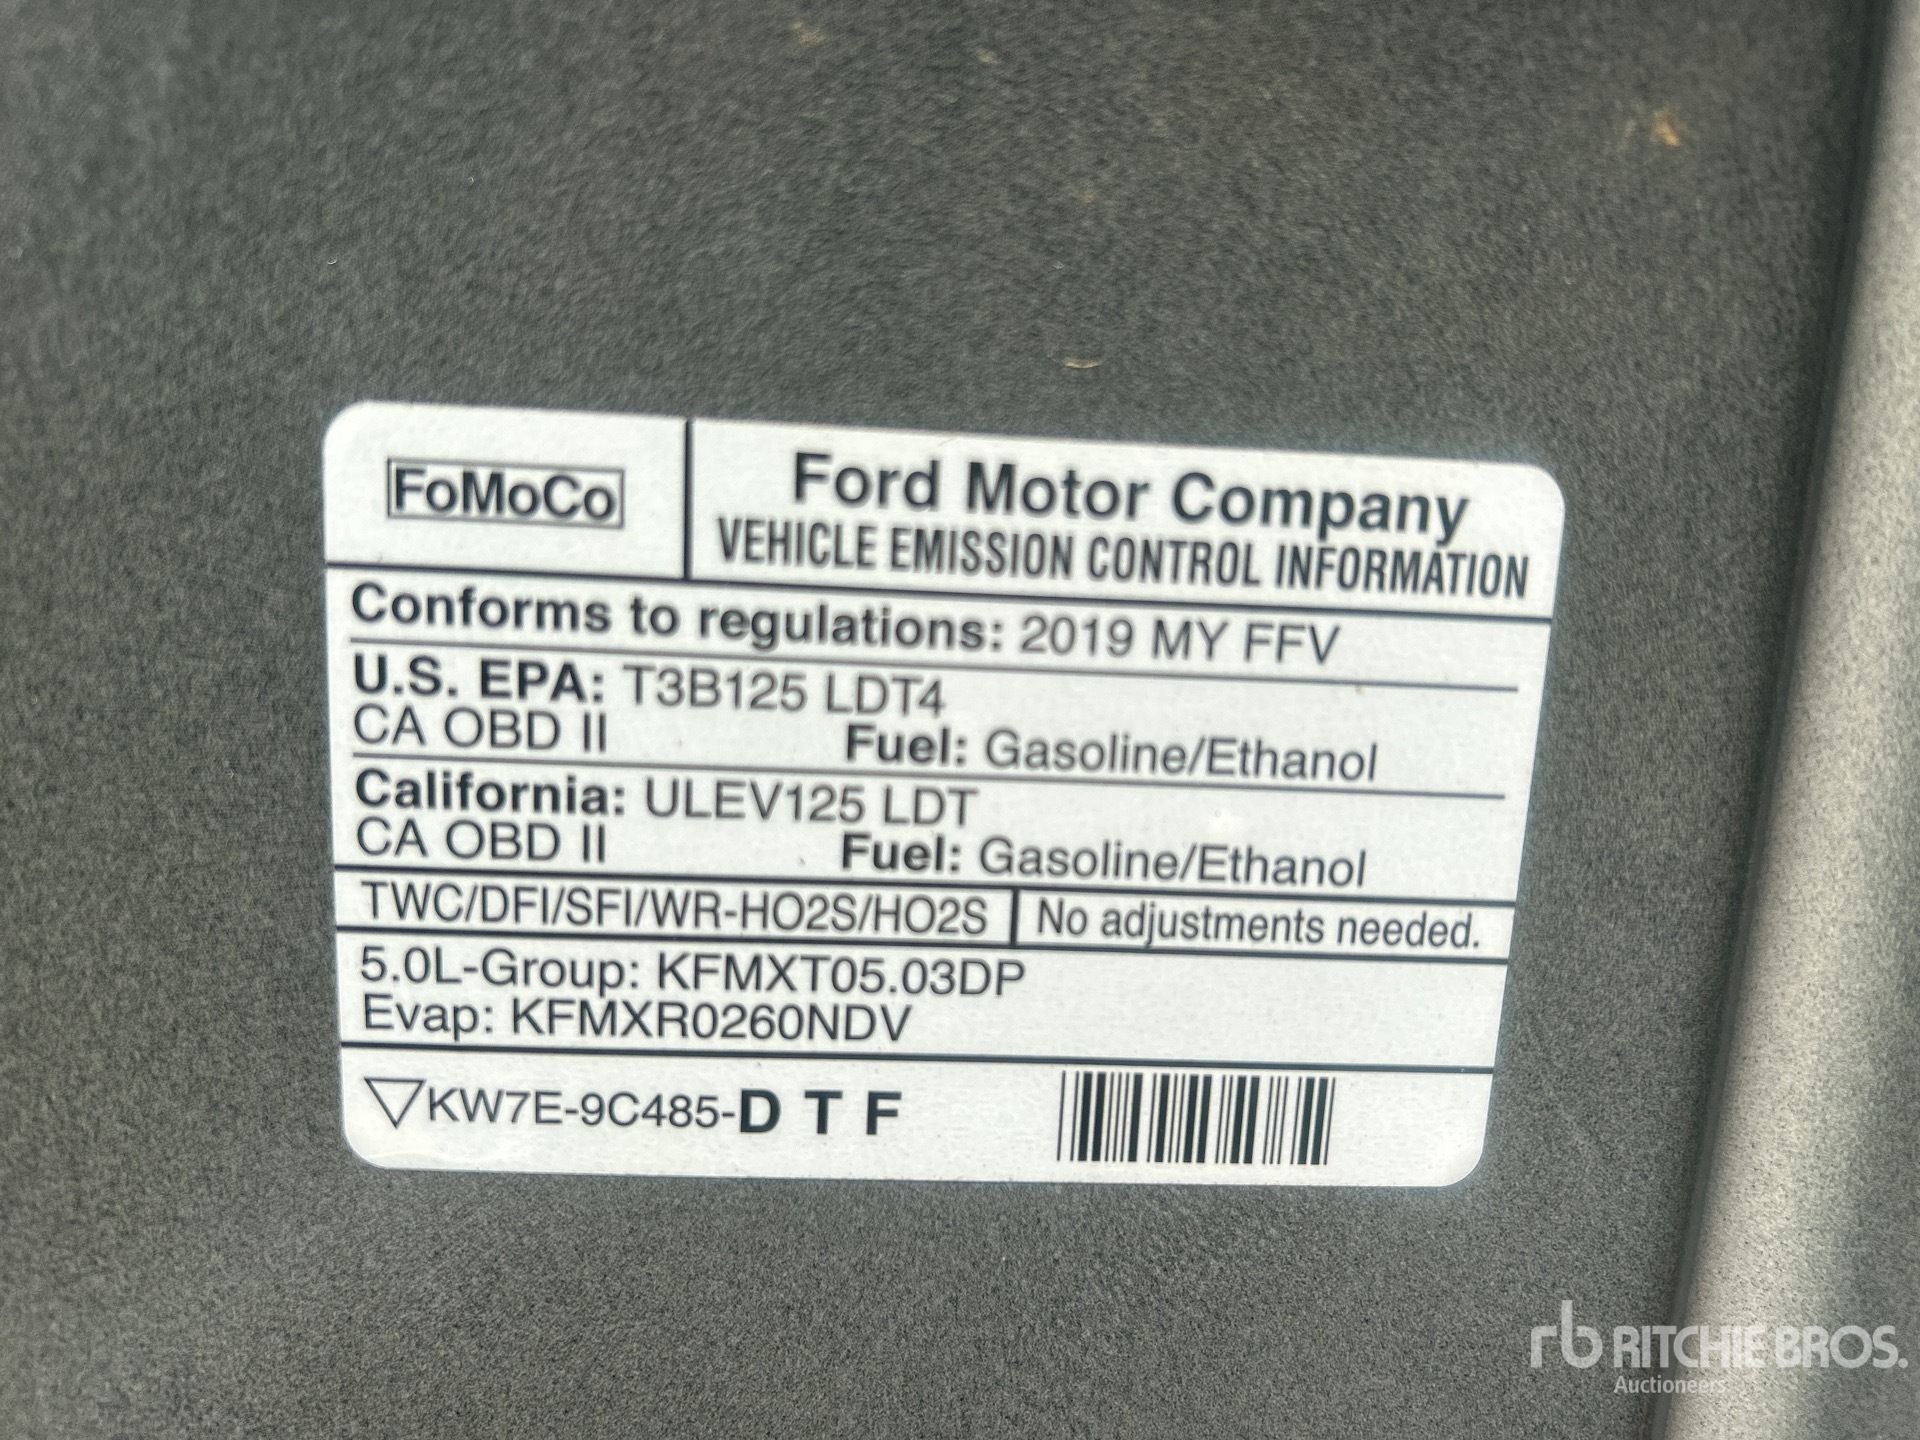 FoMoCo
Ford Motor Company
VEHICLE EMISSION CONTROL INFORMATION
Conforms to regulations: 2019 MY FFV
U.S. EPA: T3B125 LDT4
CA OBD II Fuel: Gasoline/Ethanol
California: ULEV125 LDT
CA OBD II Fuel: Gasoline/Ethanol
TWC/DFI/SFI/WR-HO2S/HO2S No adjustments needed.
5.0L-Group: KFMXT05.03DP
Evap: KFMXR0260NDV
KW7E-9C485-D T F
rb RITCHIE BROS.
Auctioneers